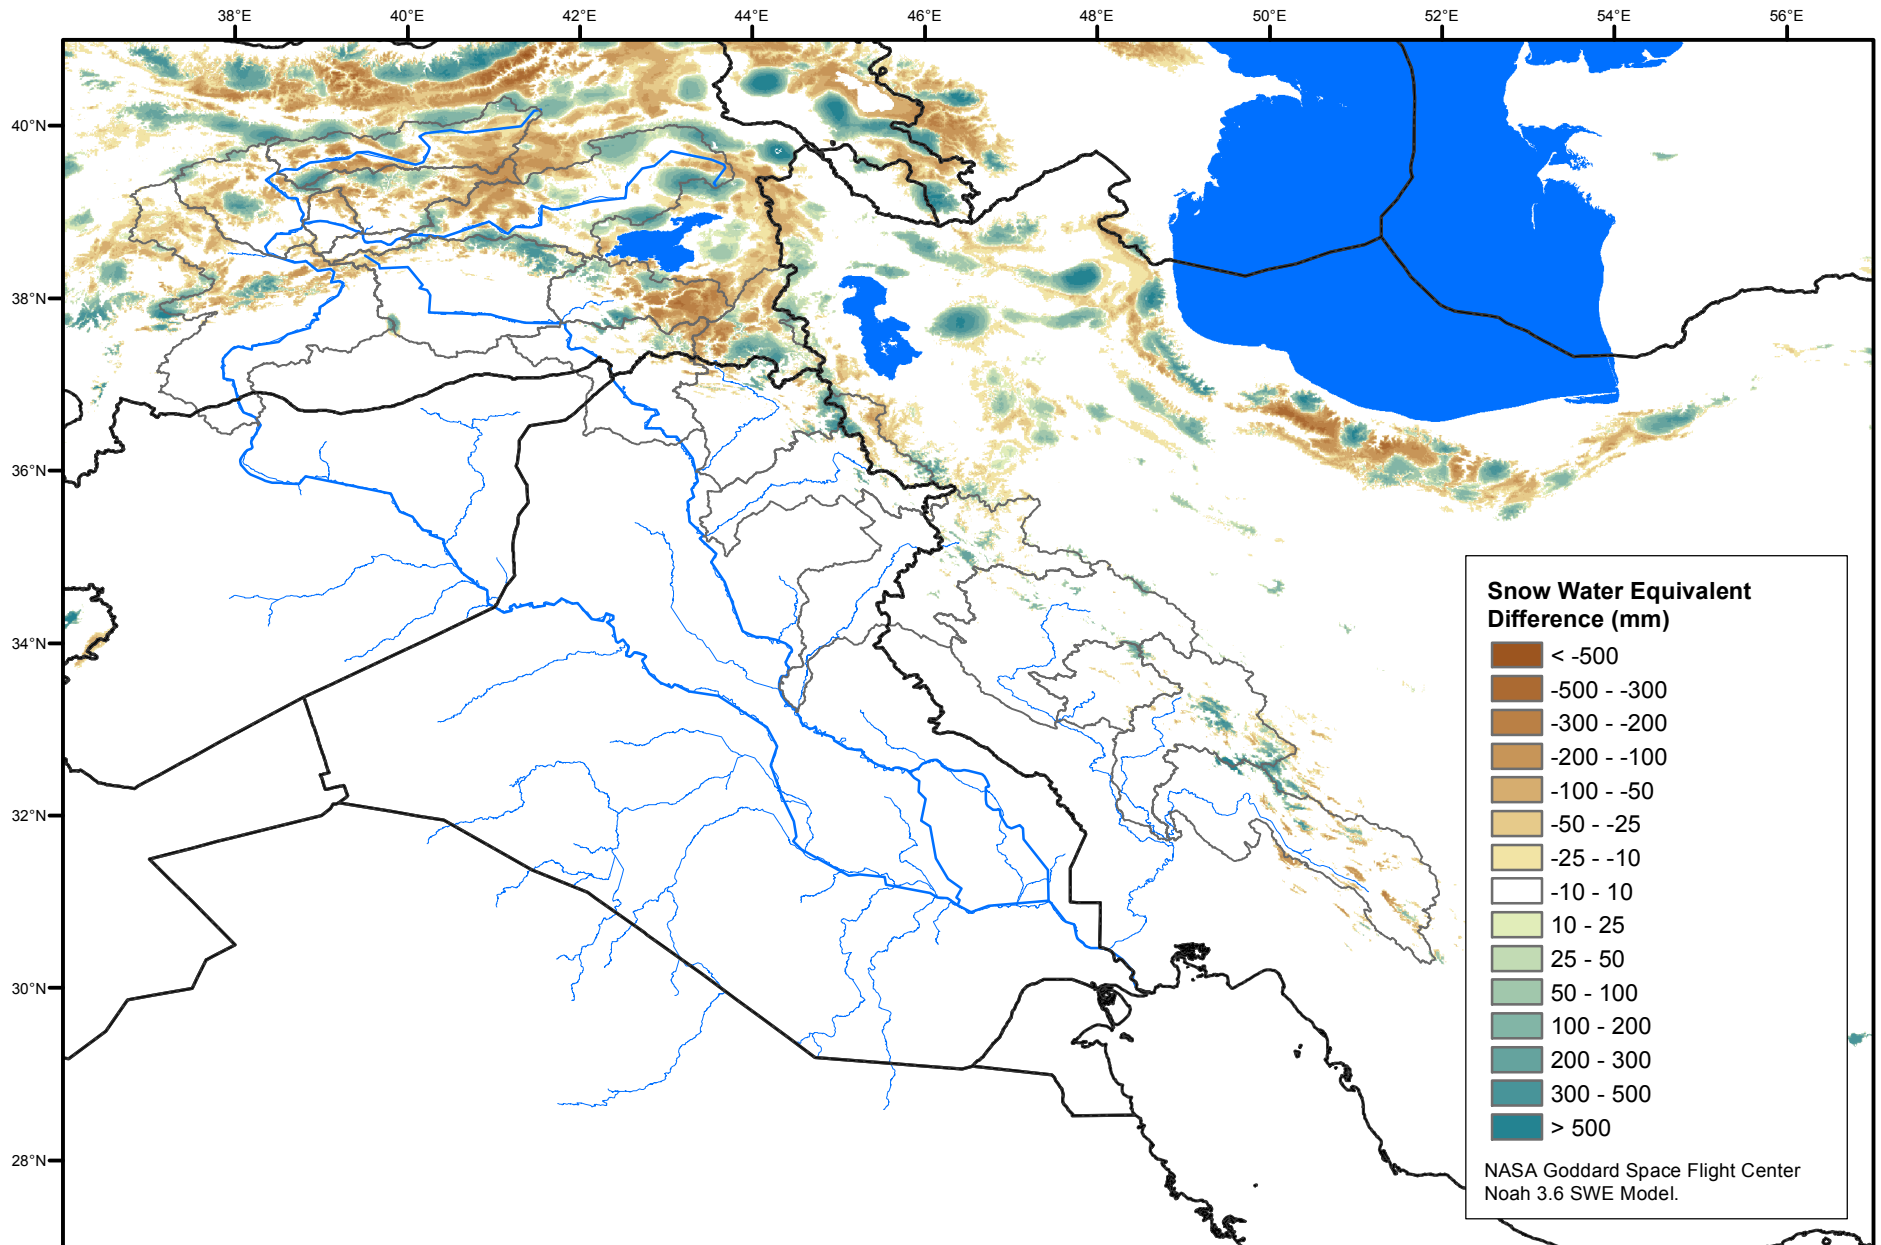 38°E 40°E 42°E 44°E 46°E 48°E 50°E 52°E 54°E 56°E
40°N
38°N
36°N
34°N
32°N
30°N
28°N
Snow Water Equivalent
Difference (mm)
< -500
-500 - -300
-300 - -200
-200 - -100
-100 - -50
-50 - -25
-25 - -10
-10 - 10
10 - 25
25 - 50
50 - 100
100 - 200
200 - 300
300 - 500
> 500
NASA Goddard Space Flight Center
Noah 3.6 SWE Model.